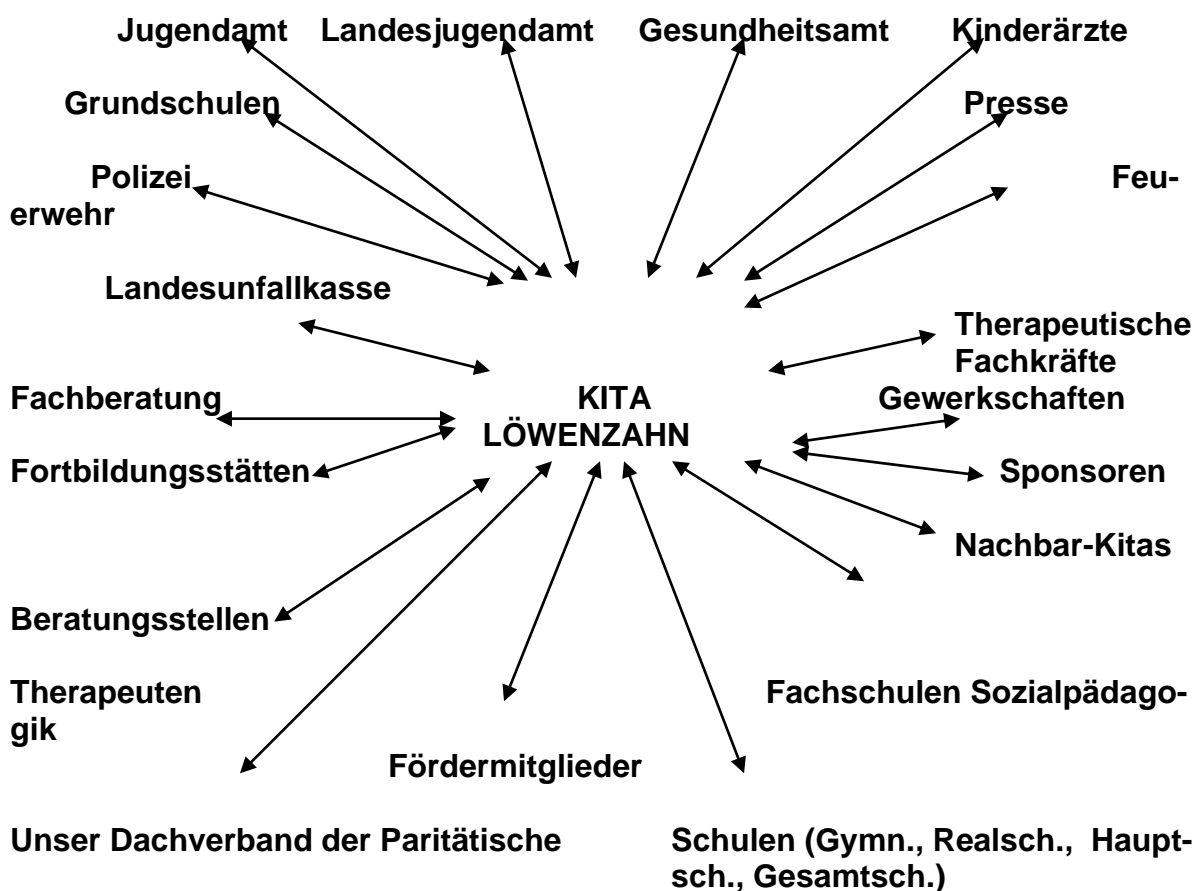 Jugendamt Landesjugendamt Gesundheitsamt Kinderärzte
Grundschulen Presse
Polizei Feu-
erwehr
Landesunfallkasse
Therapeutische
Fachkräfte
Fachberatung KITA Gewerkschaften
LÖWENZAHN
Fortbildungsstätten Sponsoren
Nachbar-Kitas
Beratungsstellen
Therapeuten Fachschulen Sozialpädago-
gik
Fördermitglieder
Unser Dachverband der Paritätische Schulen (Gymn., Realsch., Haupt-
sch., Gesamtsch.)